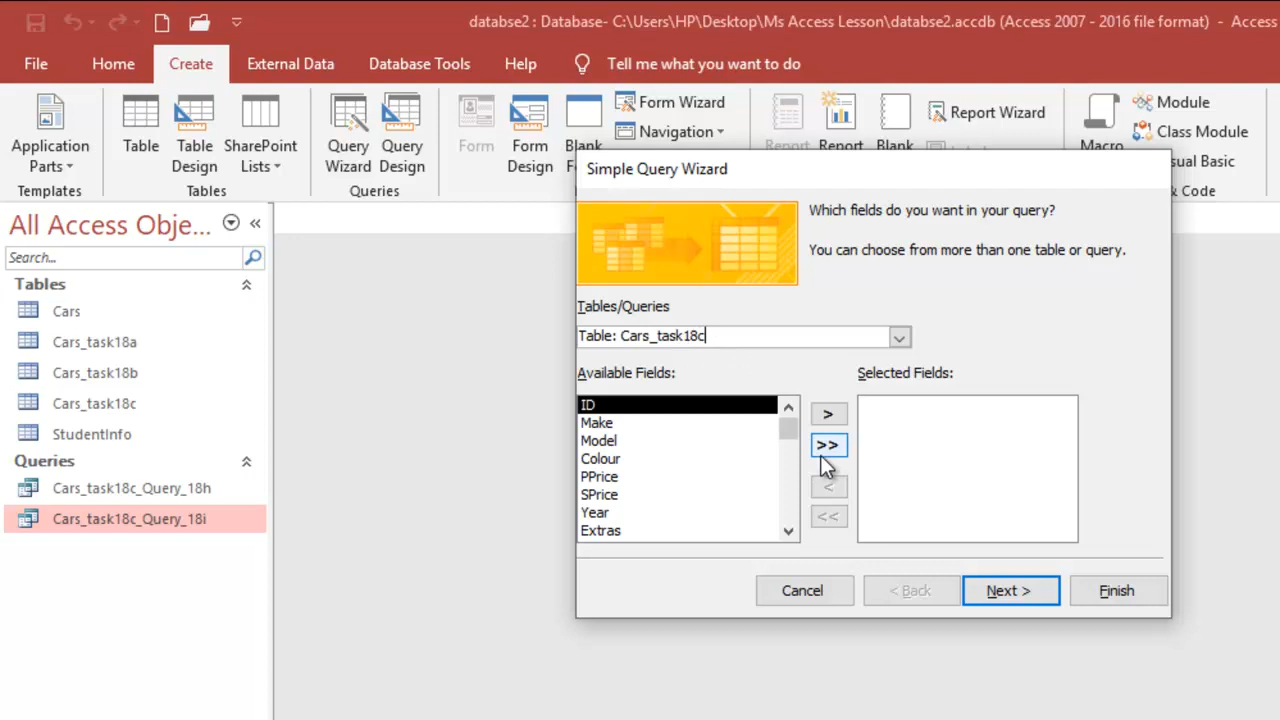 databse2 : Database- C:\Users\HP\Desktop\Ms Access Lesson\databse2.accdb (Access 2007 - 2016 file format) - Access
File Home Create External Data Database Tools Help Tell me what you want to do
Application Parts
Templates
Table
Table Design
SharePoint Lists
Tables
Query Wizard
Query Design
Queries
Form
Form Design
Blank
Form Wizard
Navigation
Report
Report
Blank
Report Wizard
Macro
Module
Class Module
sual Basic
& Code
All Access Obje...
Search...
Tables
Cars
Cars_task18a
Cars_task18b
Cars_task18c
StudentInfo
Queries
Cars_task18c_Query_18h
Cars_task18c_Query_18i
Simple Query Wizard
Which fields do you want in your query?
You can choose from more than one table or query.
Tables/Queries
Table: Cars_task18c
Available Fields:
ID
Make
Model
Colour
PPrice
SPrice
Year
Extras
>
>>
<
<<
Selected Fields:
Cancel < Back Next > Finish